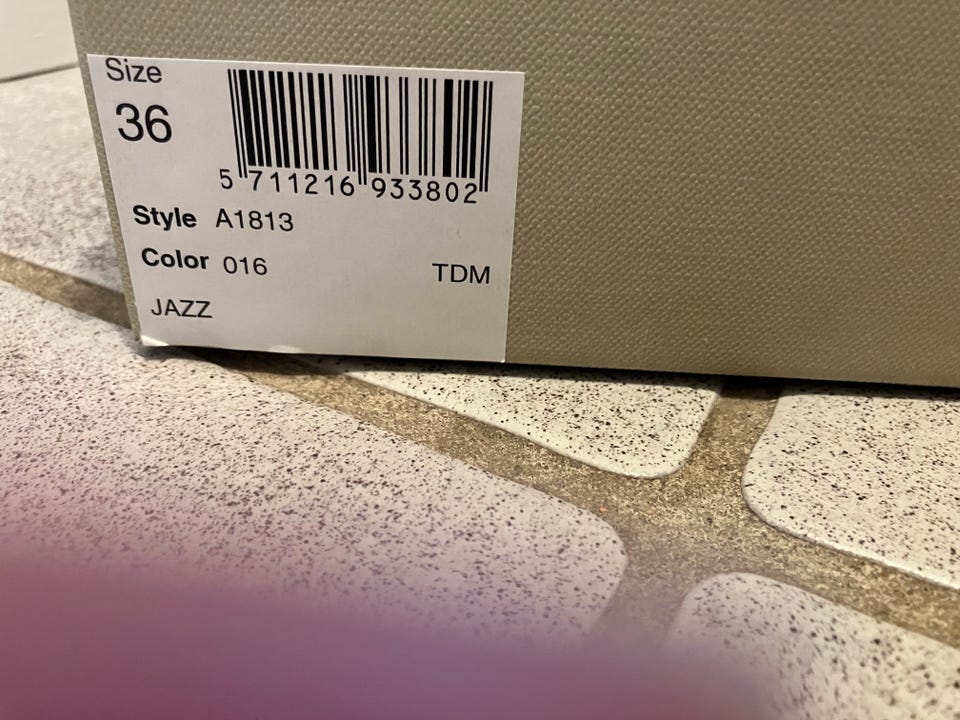 Size
36
5 711216 933802
Style A1813
Color 016 TDM
JAZZ